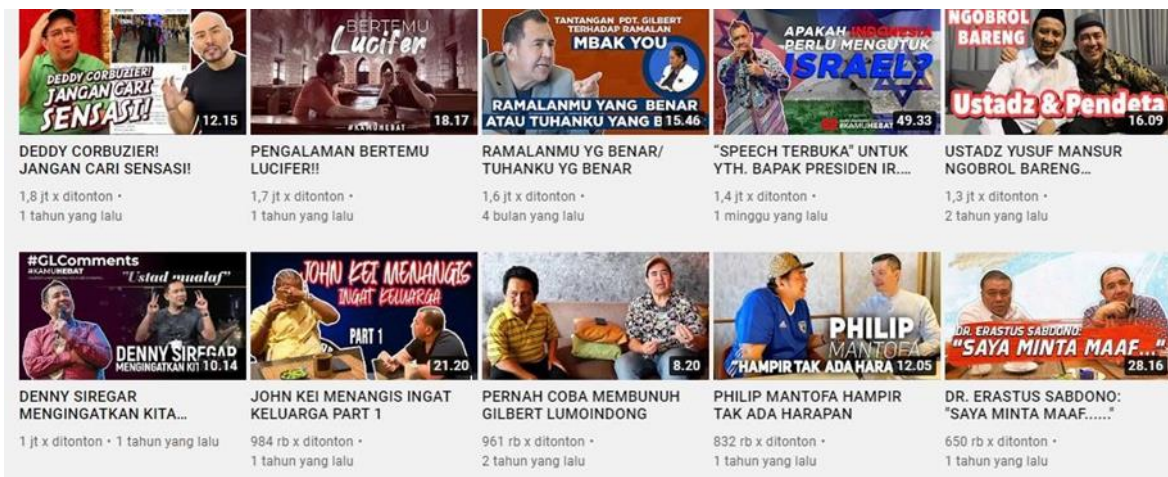 DEDDY CORBUZIER!
JANGAN CARI
SENSASI!
12.15
BERTEMU
Lucifer
#KAMUHEBAT
18.17
TANTANGAN PDT. GILBERT
TERHADAP RAMALAN
MBAK YOU
RAMALANMU YANG BENAR
ATAU TUHANKU YANG B
15.46
APAKAH INDONESIA
PERLU MENGUTUK
ISRAEL?
#KAMUHEBAT
49.33
NGOBROL
BARENG
Ustadz & Pendeta
16.09
DEDDY CORBUZIER!
JANGAN CARI SENSASI!
1,8 jt x ditonton •
1 tahun yang lalu
PENGALAMAN BERTEMU
LUCIFER!!
1,7 jt x ditonton •
1 tahun yang lalu
RAMALANMU YG BENAR/
TUHANKU YG BENAR
1,6 jt x ditonton •
4 bulan yang lalu
"SPEECH TERBUKA" UNTUK
YTH. BAPAK PRESIDEN IR....
1,4 jt x ditonton •
1 minggu yang lalu
USTADZ YUSUF MANSUR
NGOBROL BARENG...
1,3 jt x ditonton •
2 tahun yang lalu
#GLComments
#KAMUHEBAT
"Ustad mualaf"
DENNY SIREGAR
MENGINGATKAN KIT
10.14
JOHN KEI MENANGIS
INGAT KELUARGA
PART 1
21.20
8.20
PHILIP
MANTOFA
"HAMPIR TAK ADA HARA
12.05
DR. ERASTUS SABDONO:
"SAYA MINTA MAAF..."
28.16
DENNY SIREGAR
MENGINGATKAN KITA...
1 jt x ditonton • 1 tahun yang lalu
JOHN KEI MENANGIS INGAT
KELUARGA PART 1
984 rb x ditonton •
1 tahun yang lalu
PERNAH COBA MEMBUNUH
GILBERT LUMOINDONG
961 rb x ditonton •
2 tahun yang lalu
PHILIP MANTOFA HAMPIR
TAK ADA HARAPAN
832 rb x ditonton •
1 tahun yang lalu
DR. ERASTUS SABDONO:
"SAYA MINTA MAAF......"
650 rb x ditonton •
1 tahun yang lalu